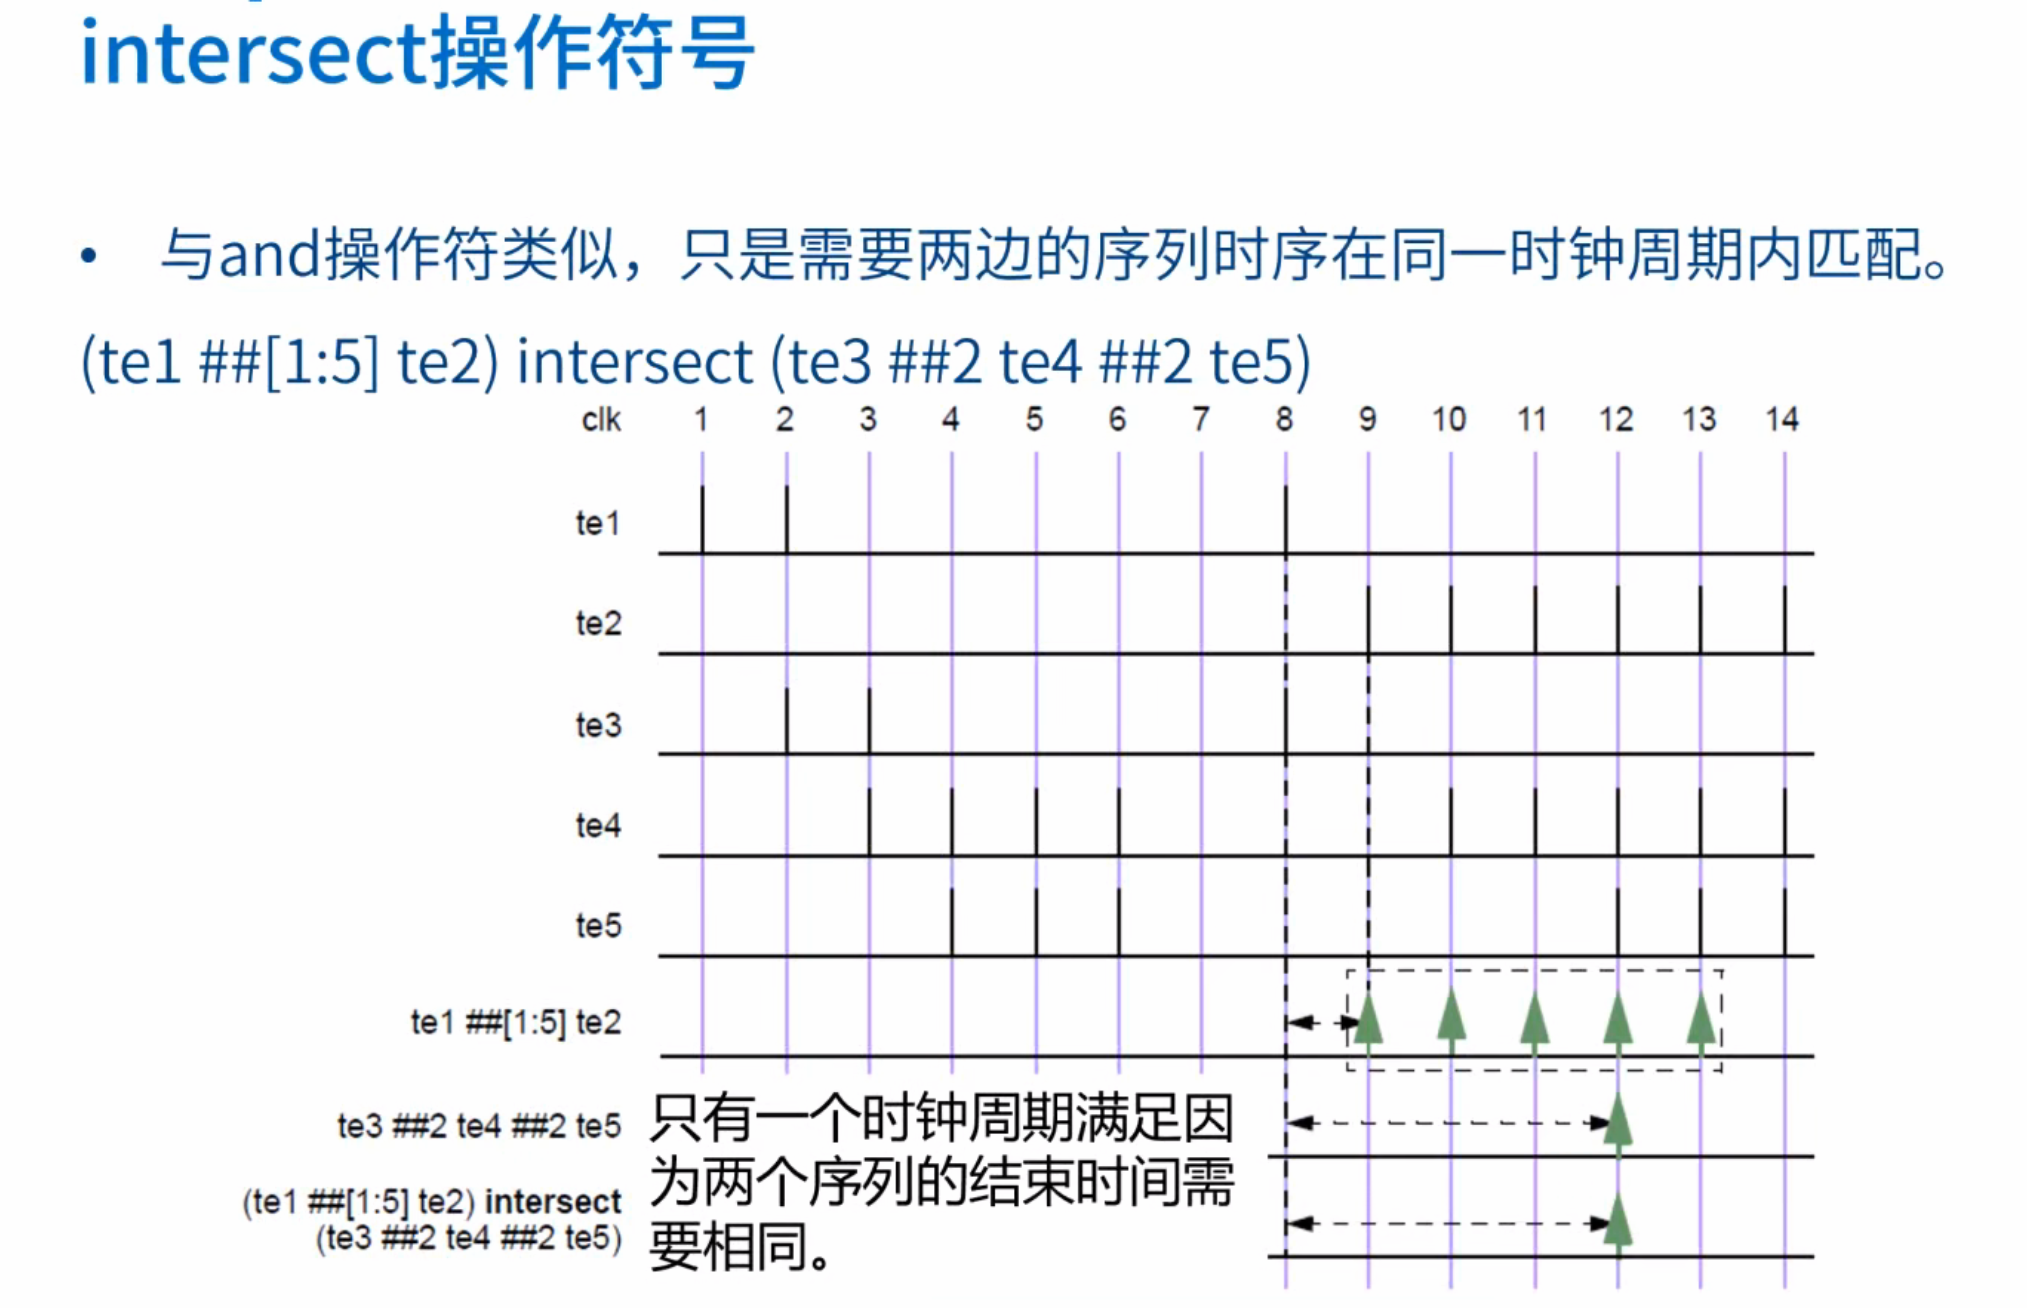 intersect操作符号
• 与and操作符类似，只是需要两边的序列时序在同一时钟周期内匹配。
(te1 ##[1:5] te2) intersect (te3 ##2 te4 ##2 te5)
clk 1 2 3 4 5 6 7 8 9 10 11 12 13 14
te1
te2
te3
te4
te5
te1 ##[1:5] te2
te3 ##2 te4 ##2 te5
(te1 ##[1:5] te2) intersect
(te3 ##2 te4 ##2 te5)
只有一个时钟周期满足因
为两个序列的结束时间需
要相同。